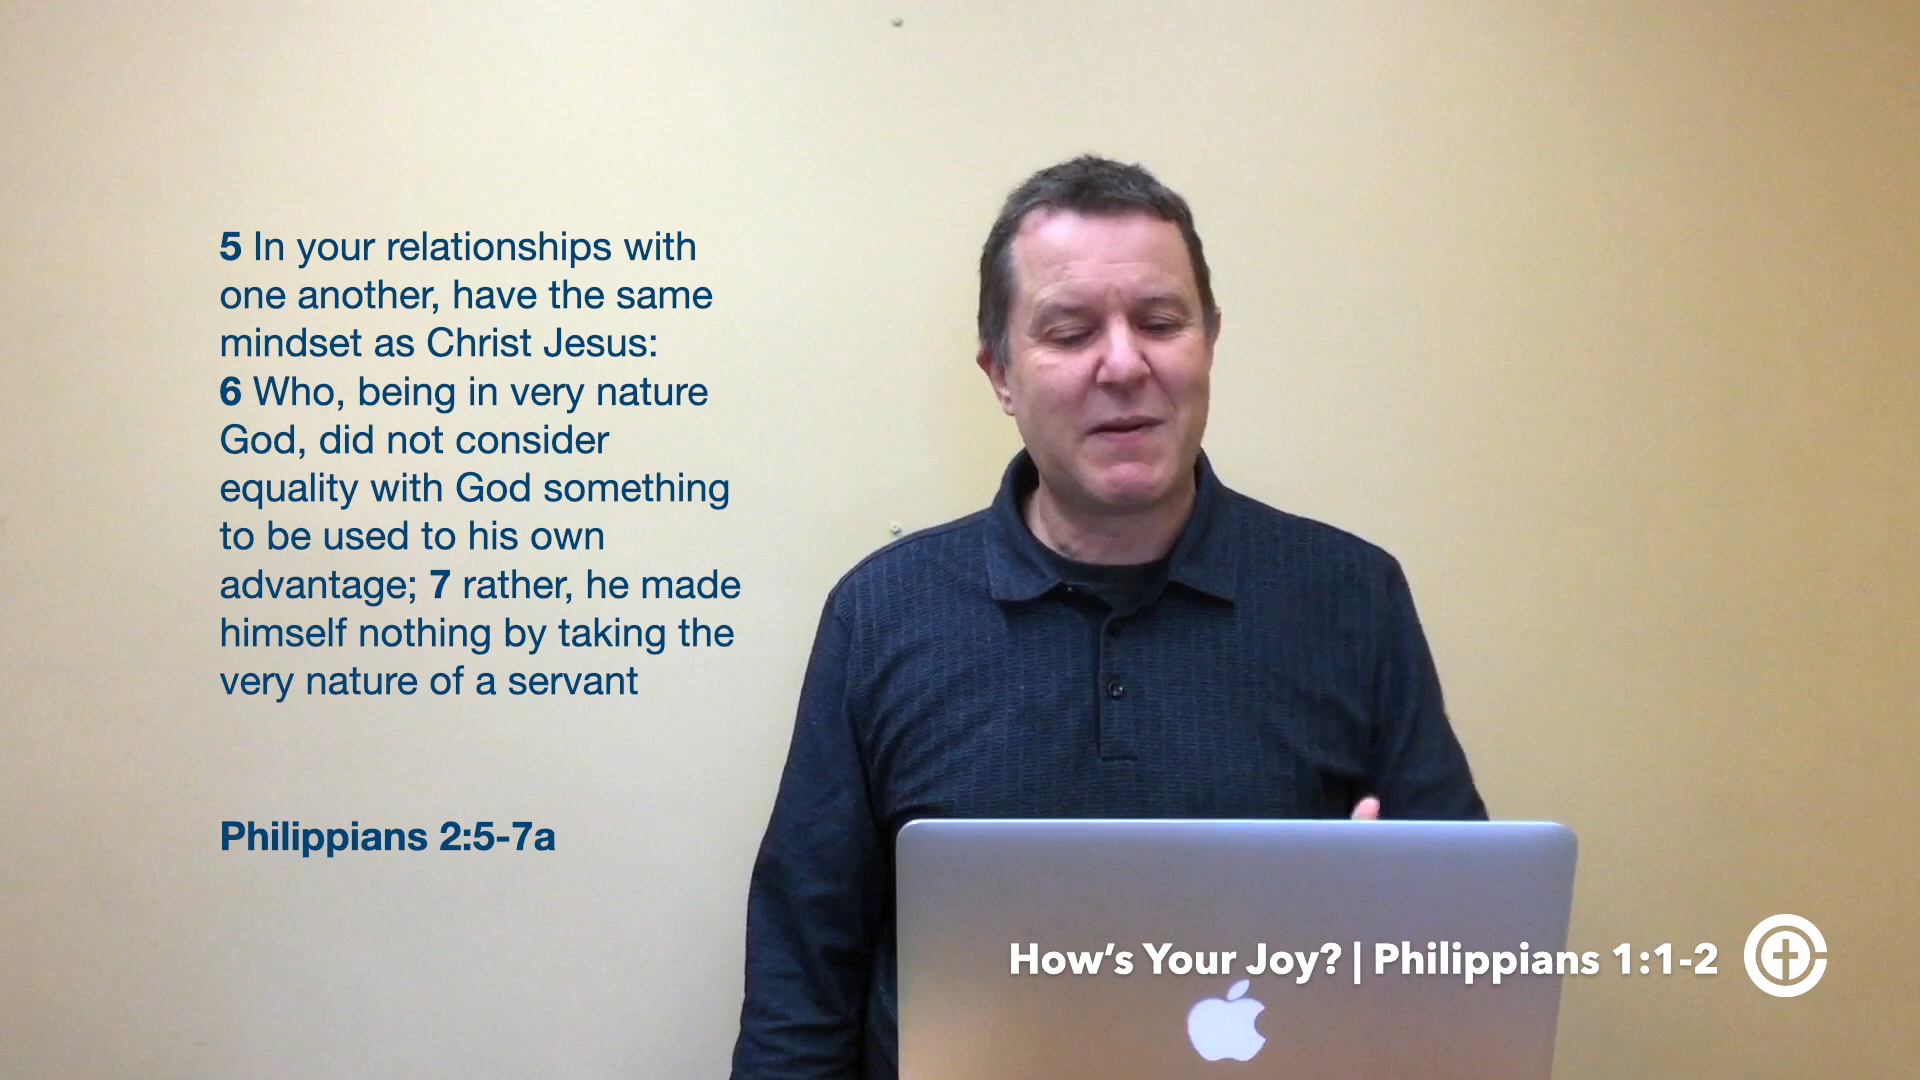 5 In your relationships with
one another, have the same
mindset as Christ Jesus:
6 Who, being in very nature
God, did not consider
equality with God something
to be used to his own
advantage; 7 rather, he made
himself nothing by taking the
very nature of a servant
Philippians 2:5-7a
How’s Your Joy? | Philippians 1:1-2